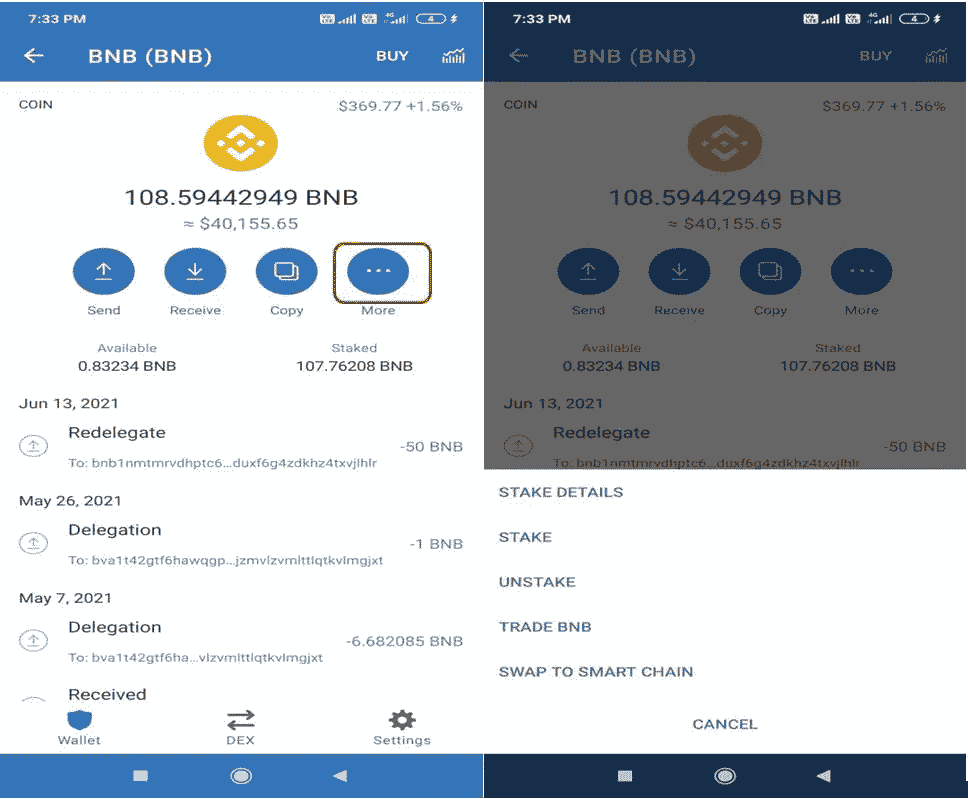 7:33 PM
4
BNB (BNB)
BUY
COIN
$369.77 +1.56%
108.59442949 BNB
≈ $40,155.65
Send
Receive
Copy
More
Available
Staked
0.83234 BNB
107.76208 BNB
Jun 13, 2021
Redelegate
-50 BNB
To: bnb1nmtmrvdhptc6...duxf6g4zdkhz4txvjlhlr
May 26, 2021
Delegation
-1 BNB
To: bva1t42gtf6hawqgp...jzmvlzvmlttlqtkvlmgjxt
May 7, 2021
Delegation
-6.682085 BNB
To: bva1t42gtf6ha...vlzvmlttlqtkvlmgjxt
Received
Wallet
DEX
Settings
7:33 PM
4
BNB (BNB)
BUY
COIN
$369.77 +1.56%
108.59442949 BNB
≈ $40,155.65
Send
Receive
Copy
More
Available
Staked
0.83234 BNB
107.76208 BNB
Jun 13, 2021
Redelegate
-50 BNB
To: bnb1nmtmrvdhptc6...duxf6g4zdkhz4txvjlhlr
STAKE DETAILS
STAKE
UNSTAKE
TRADE BNB
SWAP TO SMART CHAIN
CANCEL